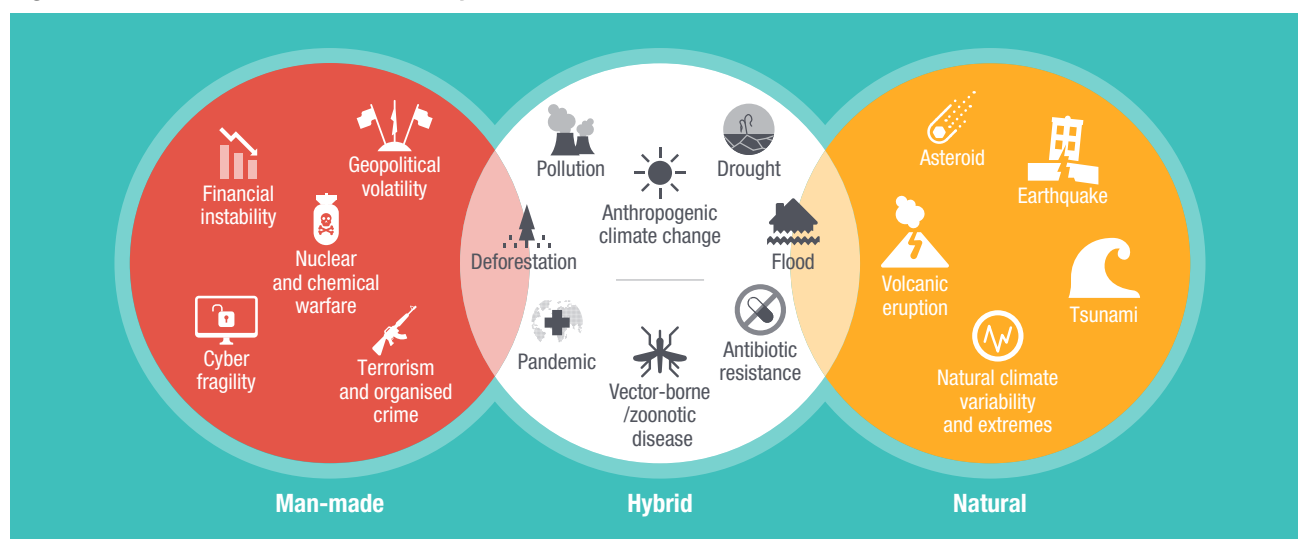 Financial
instability
Geopolitical
volatility
Nuclear
and chemical
warfare
Cyber
fragility
Terrorism
and organised
crime
Pollution
Drought
Anthropogenic
climate change
Deforestation
Flood
Pandemic
Vector-borne
/zoonotic
disease
Antibiotic
resistance
Asteroid
Earthquake
Volcanic
eruption
Tsunami
Natural climate
variability
and extremes
Man-made
Hybrid
Natural